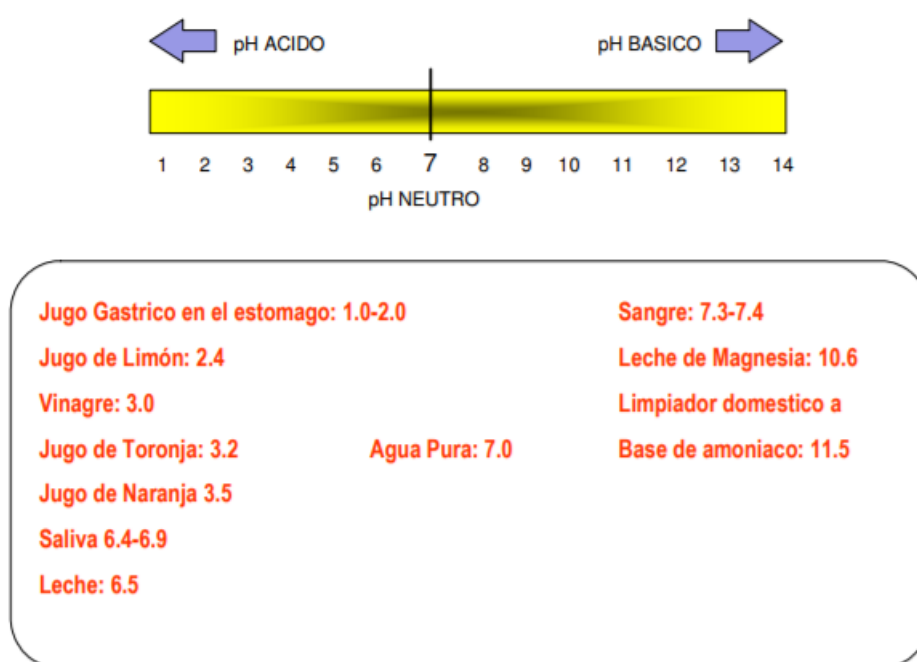 pH ACIDO
pH BASICO
1 2 3 4 5 6 7 8 9 10 11 12 13 14
pH NEUTRO
Jugo Gastrico en el estomago: 1.0-2.0
Jugo de Limón: 2.4
Vinagre: 3.0
Jugo de Toronja: 3.2
Jugo de Naranja 3.5
Saliva 6.4-6.9
Leche: 6.5
Agua Pura: 7.0
Sangre: 7.3-7.4
Leche de Magnesia: 10.6
Limpiador domestico a
Base de amoniaco: 11.5